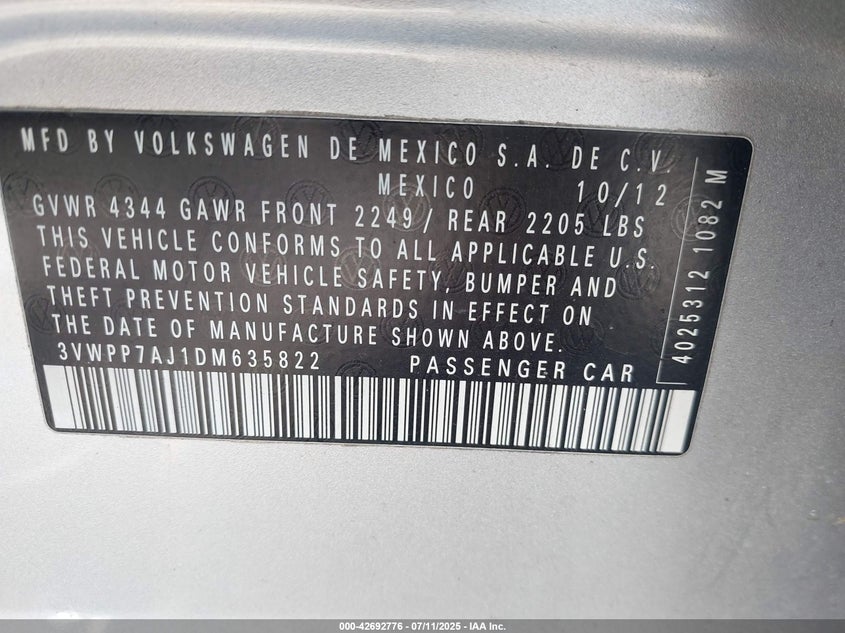 MFD BY VOLKSWAGEN DE MEXICO S.A. DE C.V.
MEXICO 10/12
GVWR 4344 GAWR FRONT 2249/ REAR 2205 LBS
THIS VEHICLE CONFORMS TO ALL APPLICABLE U.S.
FEDERAL MOTOR VEHICLE SAFETY, BUMPER AND
THEFT PREVENTION STANDARDS IN EFFECT ON
THE DATE OF MANUFACTURE SHOWN ABOVE.
3VWPP7AJ1DM635822 PASSENGER CAR
4025312 1082 M
000-42692776 - 07/11/2025 - IAA Inc.